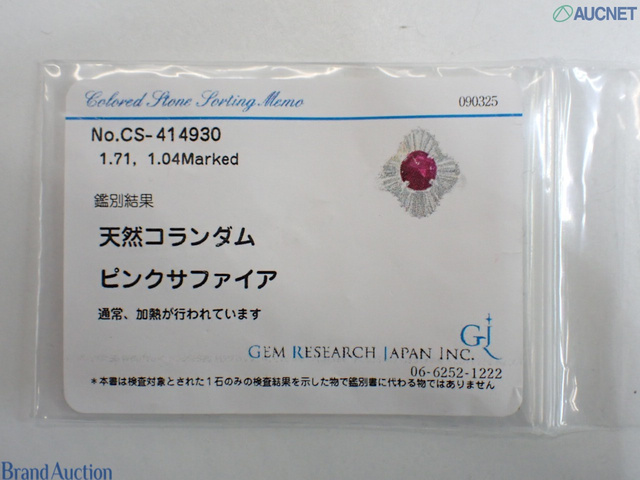 AUCNET
Colored Stone Sorting Memo
090325
No.CS-414930
1.71, 1.04Marked
鑑別結果
天然コランダム
ピンクサファイア
通常、加熱が行われています
GJ
GEM RESEARCH JAPAN INC.
06-6252-1222
*本書は検査対象とされた1石のみの検査結果を示した物で鑑別書に代わる物ではありません
Brand Auction